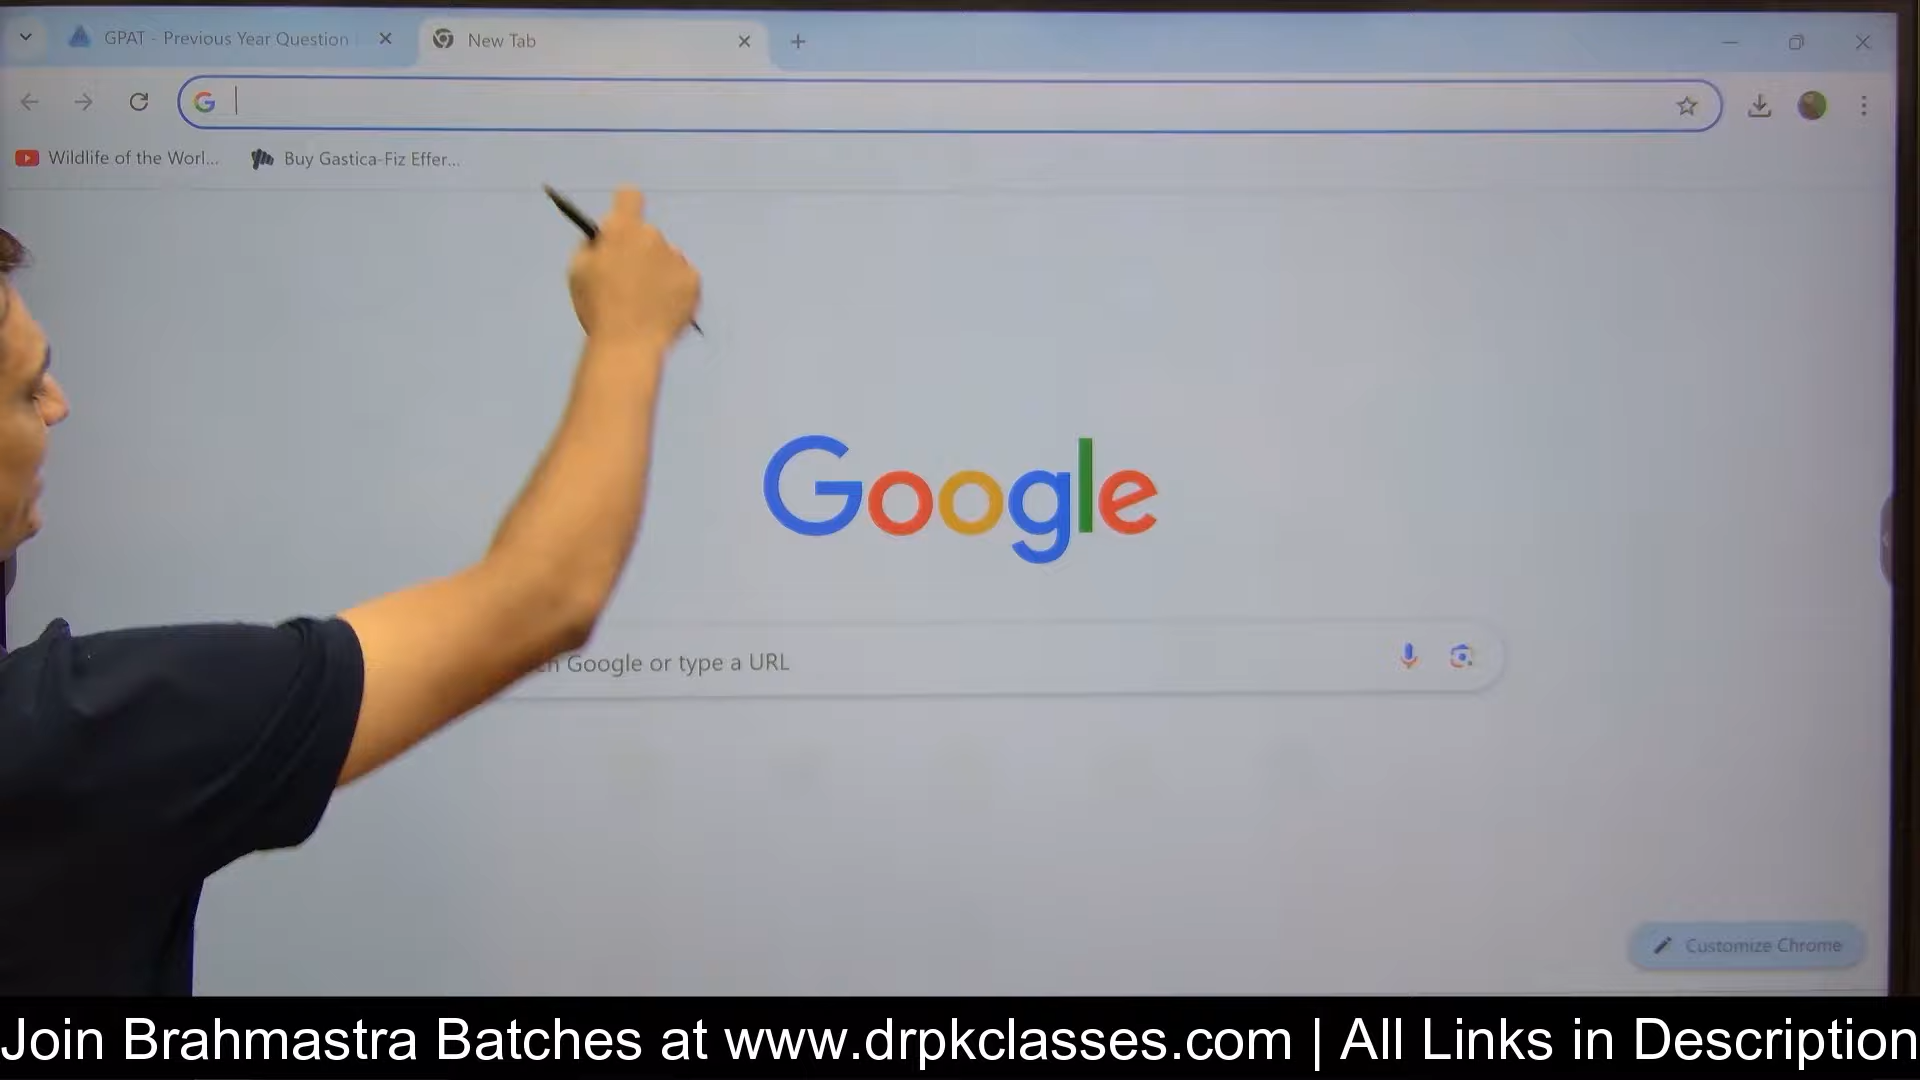 GPAT - Previous Year Question
New Tab
Wildlife of the Worl...
Buy Gastica-Fiz Effer...
Google
Google or type a URL
Customize Chrome
Join Brahmastra Batches at www.drpkclasses.com | All Links in Description